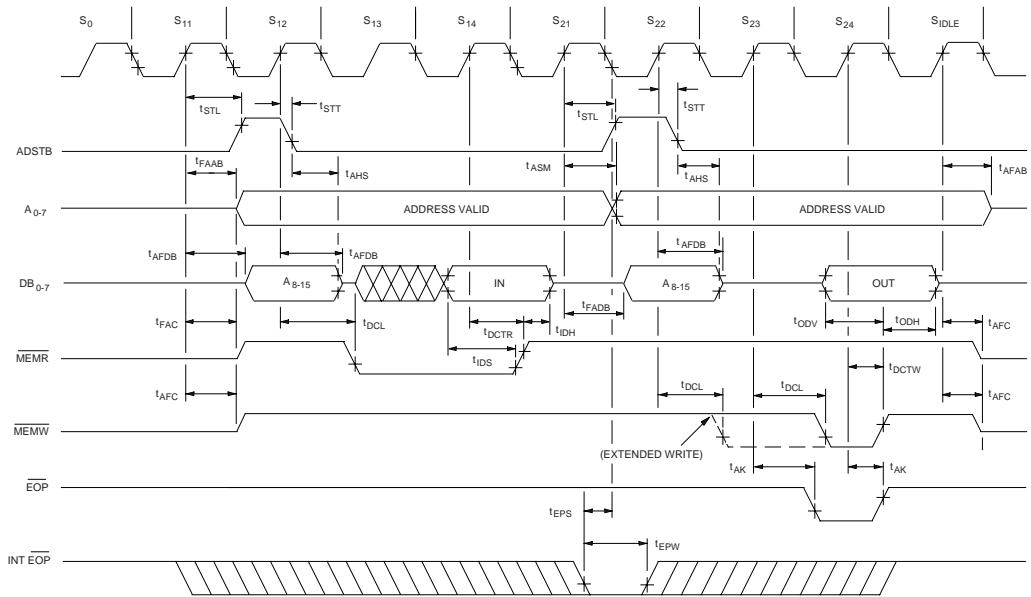 S0 S11 S12 S13 S14 S21 S22 S23 S24 SIDLE
tSTL tSTT tSTL tSTT
ADSTB
tFAAB tAHS tASM tAHS tAFAB
A0-7 ADDRESS VALID ADDRESS VALID
tAFDB tAFDB tAFDB
DB0-7 A8-15 IN A8-15 OUT
tFAC tDCL tDCTR tIDH tFADB tODV tODH tAFC
MEMR
tIDS tDCTW
tAFC tDCL tDCL tAFC
MEMW
(EXTENDED WRITE)
tAK tAK
EOP
tEPS
tEPW
INT EOP